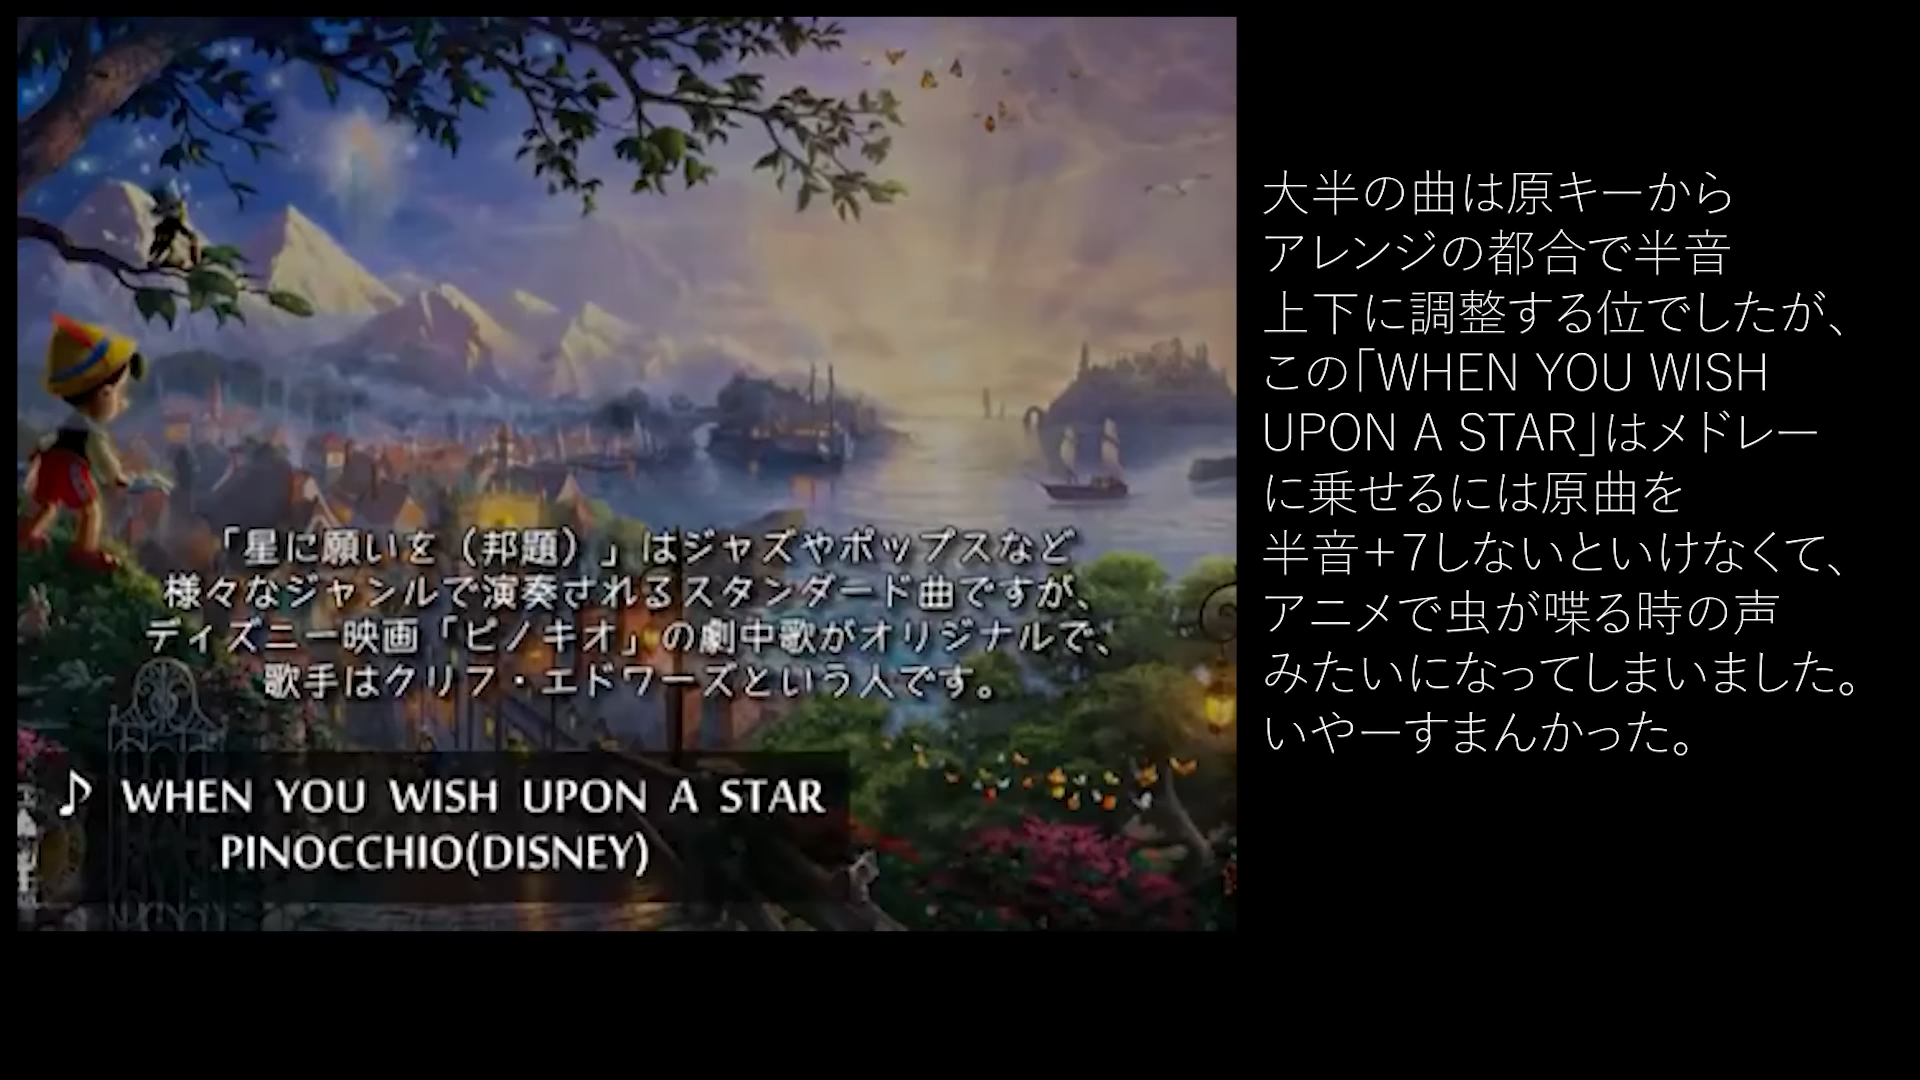 「星に願いを（邦題）」はジャズやポップスなど
様々なジャンルで演奏されるスタンダード曲ですが、
ディズニー映画「ピノキオ」の劇中歌がオリジナルで、
歌手はクリフ・エドワーズという人です。
♪ WHEN YOU WISH UPON A STAR
PINOCCHIO(DISNEY)
大半の曲は原キーから
アレンジの都合で半音
上下に調整する位でしたが、
この「WHEN YOU WISH
UPON A STAR」はメドレー
に乗せるには原曲を
半音＋7しないといけなくて、
アニメで虫が喋る時の声
みたいになってしまいました。
いやーすまんかった。